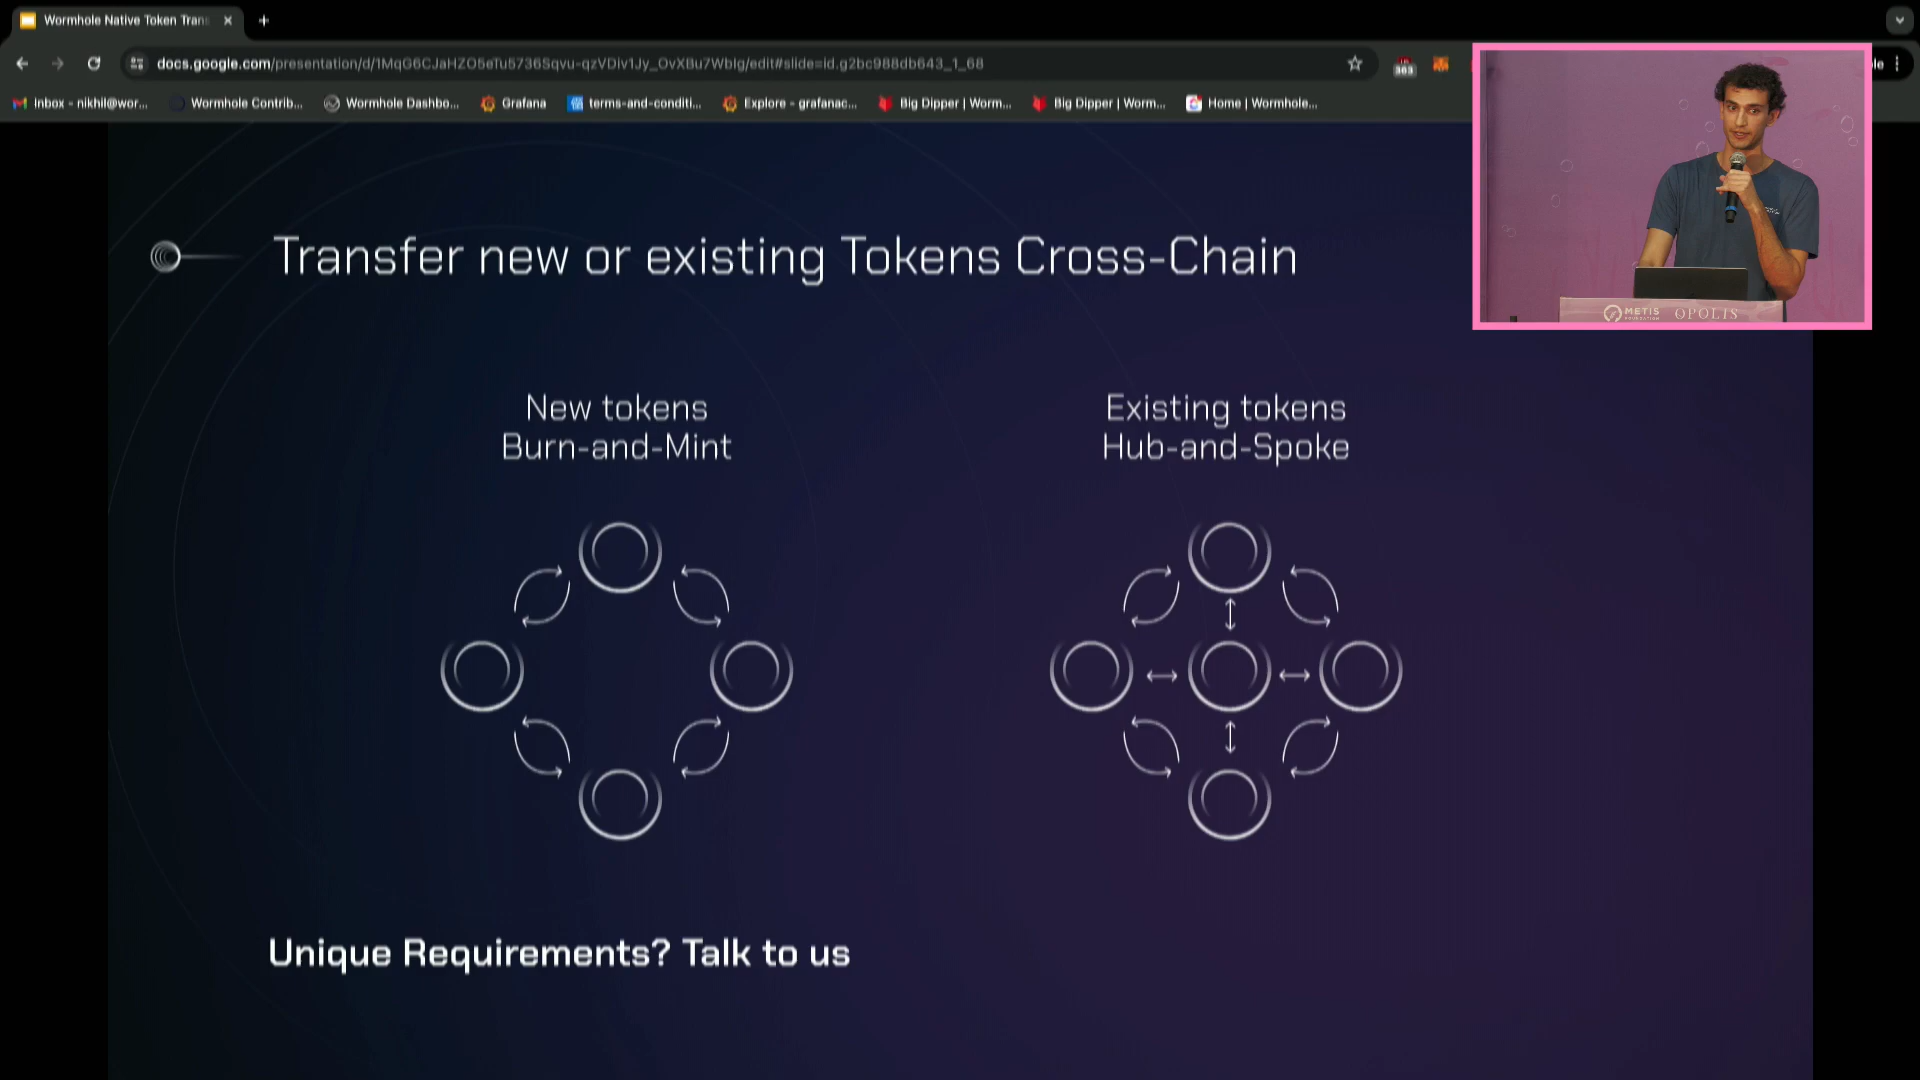 Wormhole Native Token Trans
docs.google.com/presentation/d/1MqG6CJaHZO5eTu5736Sqvu-qzVDiv1Jy_OvXBu7WbIg/edit#slide=id.g2bc988db643_1_68
Inbox - nikhil@wor... Wormhole Contrib... Wormhole Dashbo... Grafana terms-and-conditi... Explore - grafanac... Big Dipper | Worm... Big Dipper | Worm... Home | Wormhole...
Transfer new or existing Tokens Cross-Chain
New tokens
Burn-and-Mint
Existing tokens
Hub-and-Spoke
Unique Requirements? Talk to us
METIS
FOUNDATION
OPOLIS